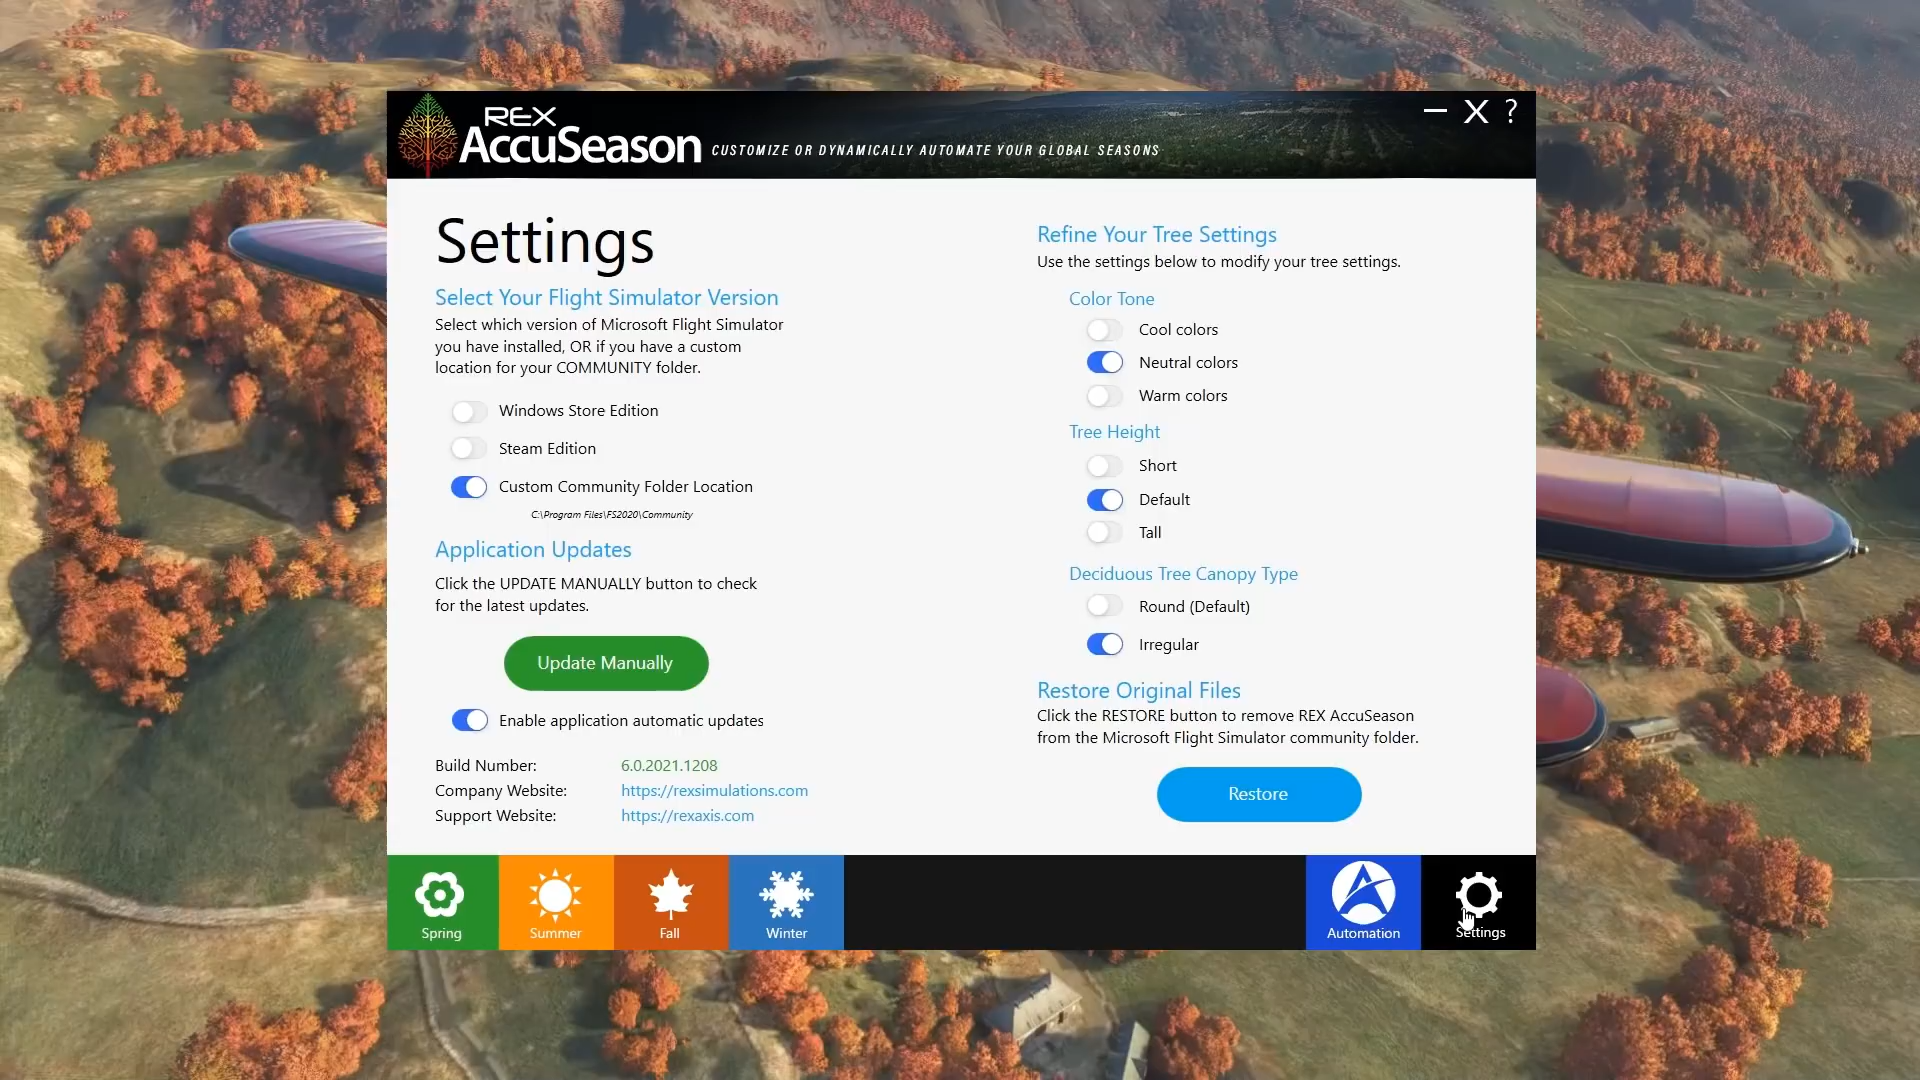 REX
AccuSeason CUSTOMIZE OR DYNAMICALLY AUTOMATE YOUR GLOBAL SEASONS
?
Settings
Select Your Flight Simulator Version
Select which version of Microsoft Flight Simulator
you have installed, OR if you have a custom
location for your COMMUNITY folder.
Windows Store Edition
Steam Edition
Custom Community Folder Location
C:\Program Files\FS2020\Community
Application Updates
Click the UPDATE MANUALLY button to check
for the latest updates.
Update Manually
Enable application automatic updates
Build Number: 6.0.2021.1208
Company Website: https://rexsimulations.com
Support Website: https://rexaxis.com
Refine Your Tree Settings
Use the settings below to modify your tree settings.
Color Tone
Cool colors
Neutral colors
Warm colors
Tree Height
Short
Default
Tall
Deciduous Tree Canopy Type
Round (Default)
Irregular
Restore Original Files
Click the RESTORE button to remove REX AccuSeason
from the Microsoft Flight Simulator community folder.
Restore
Spring
Summer
Fall
Winter
Automation
Settings